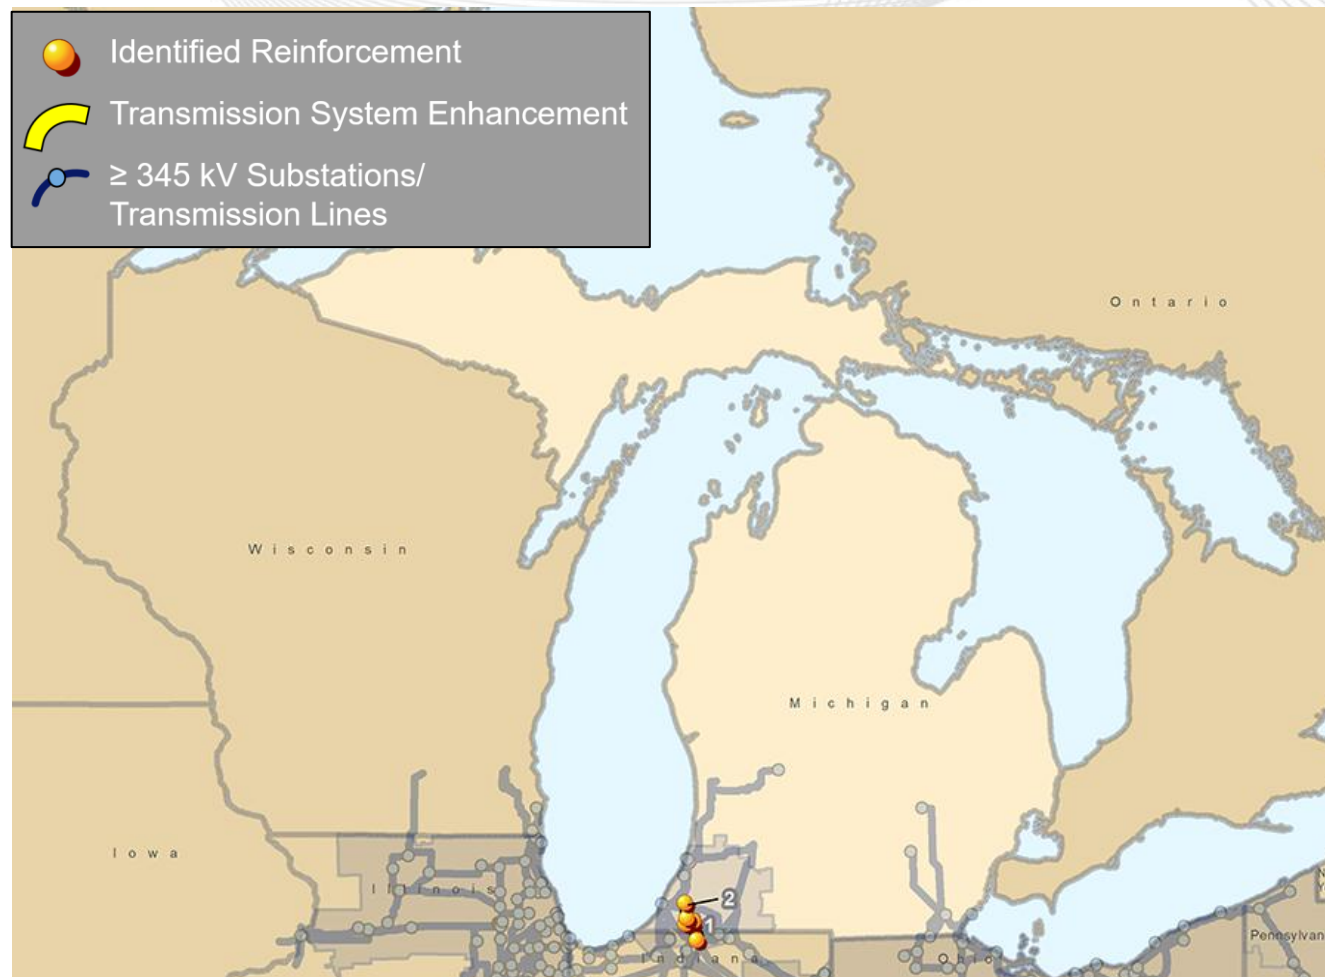 Identified Reinforcement
Transmission System Enhancement
≥ 345 kV Substations/
Transmission Lines
Ontario
Wisconsin
Michigan
Iowa
Illinois
2
1
Indiana
Ohio
N
Y
Pennsylvan